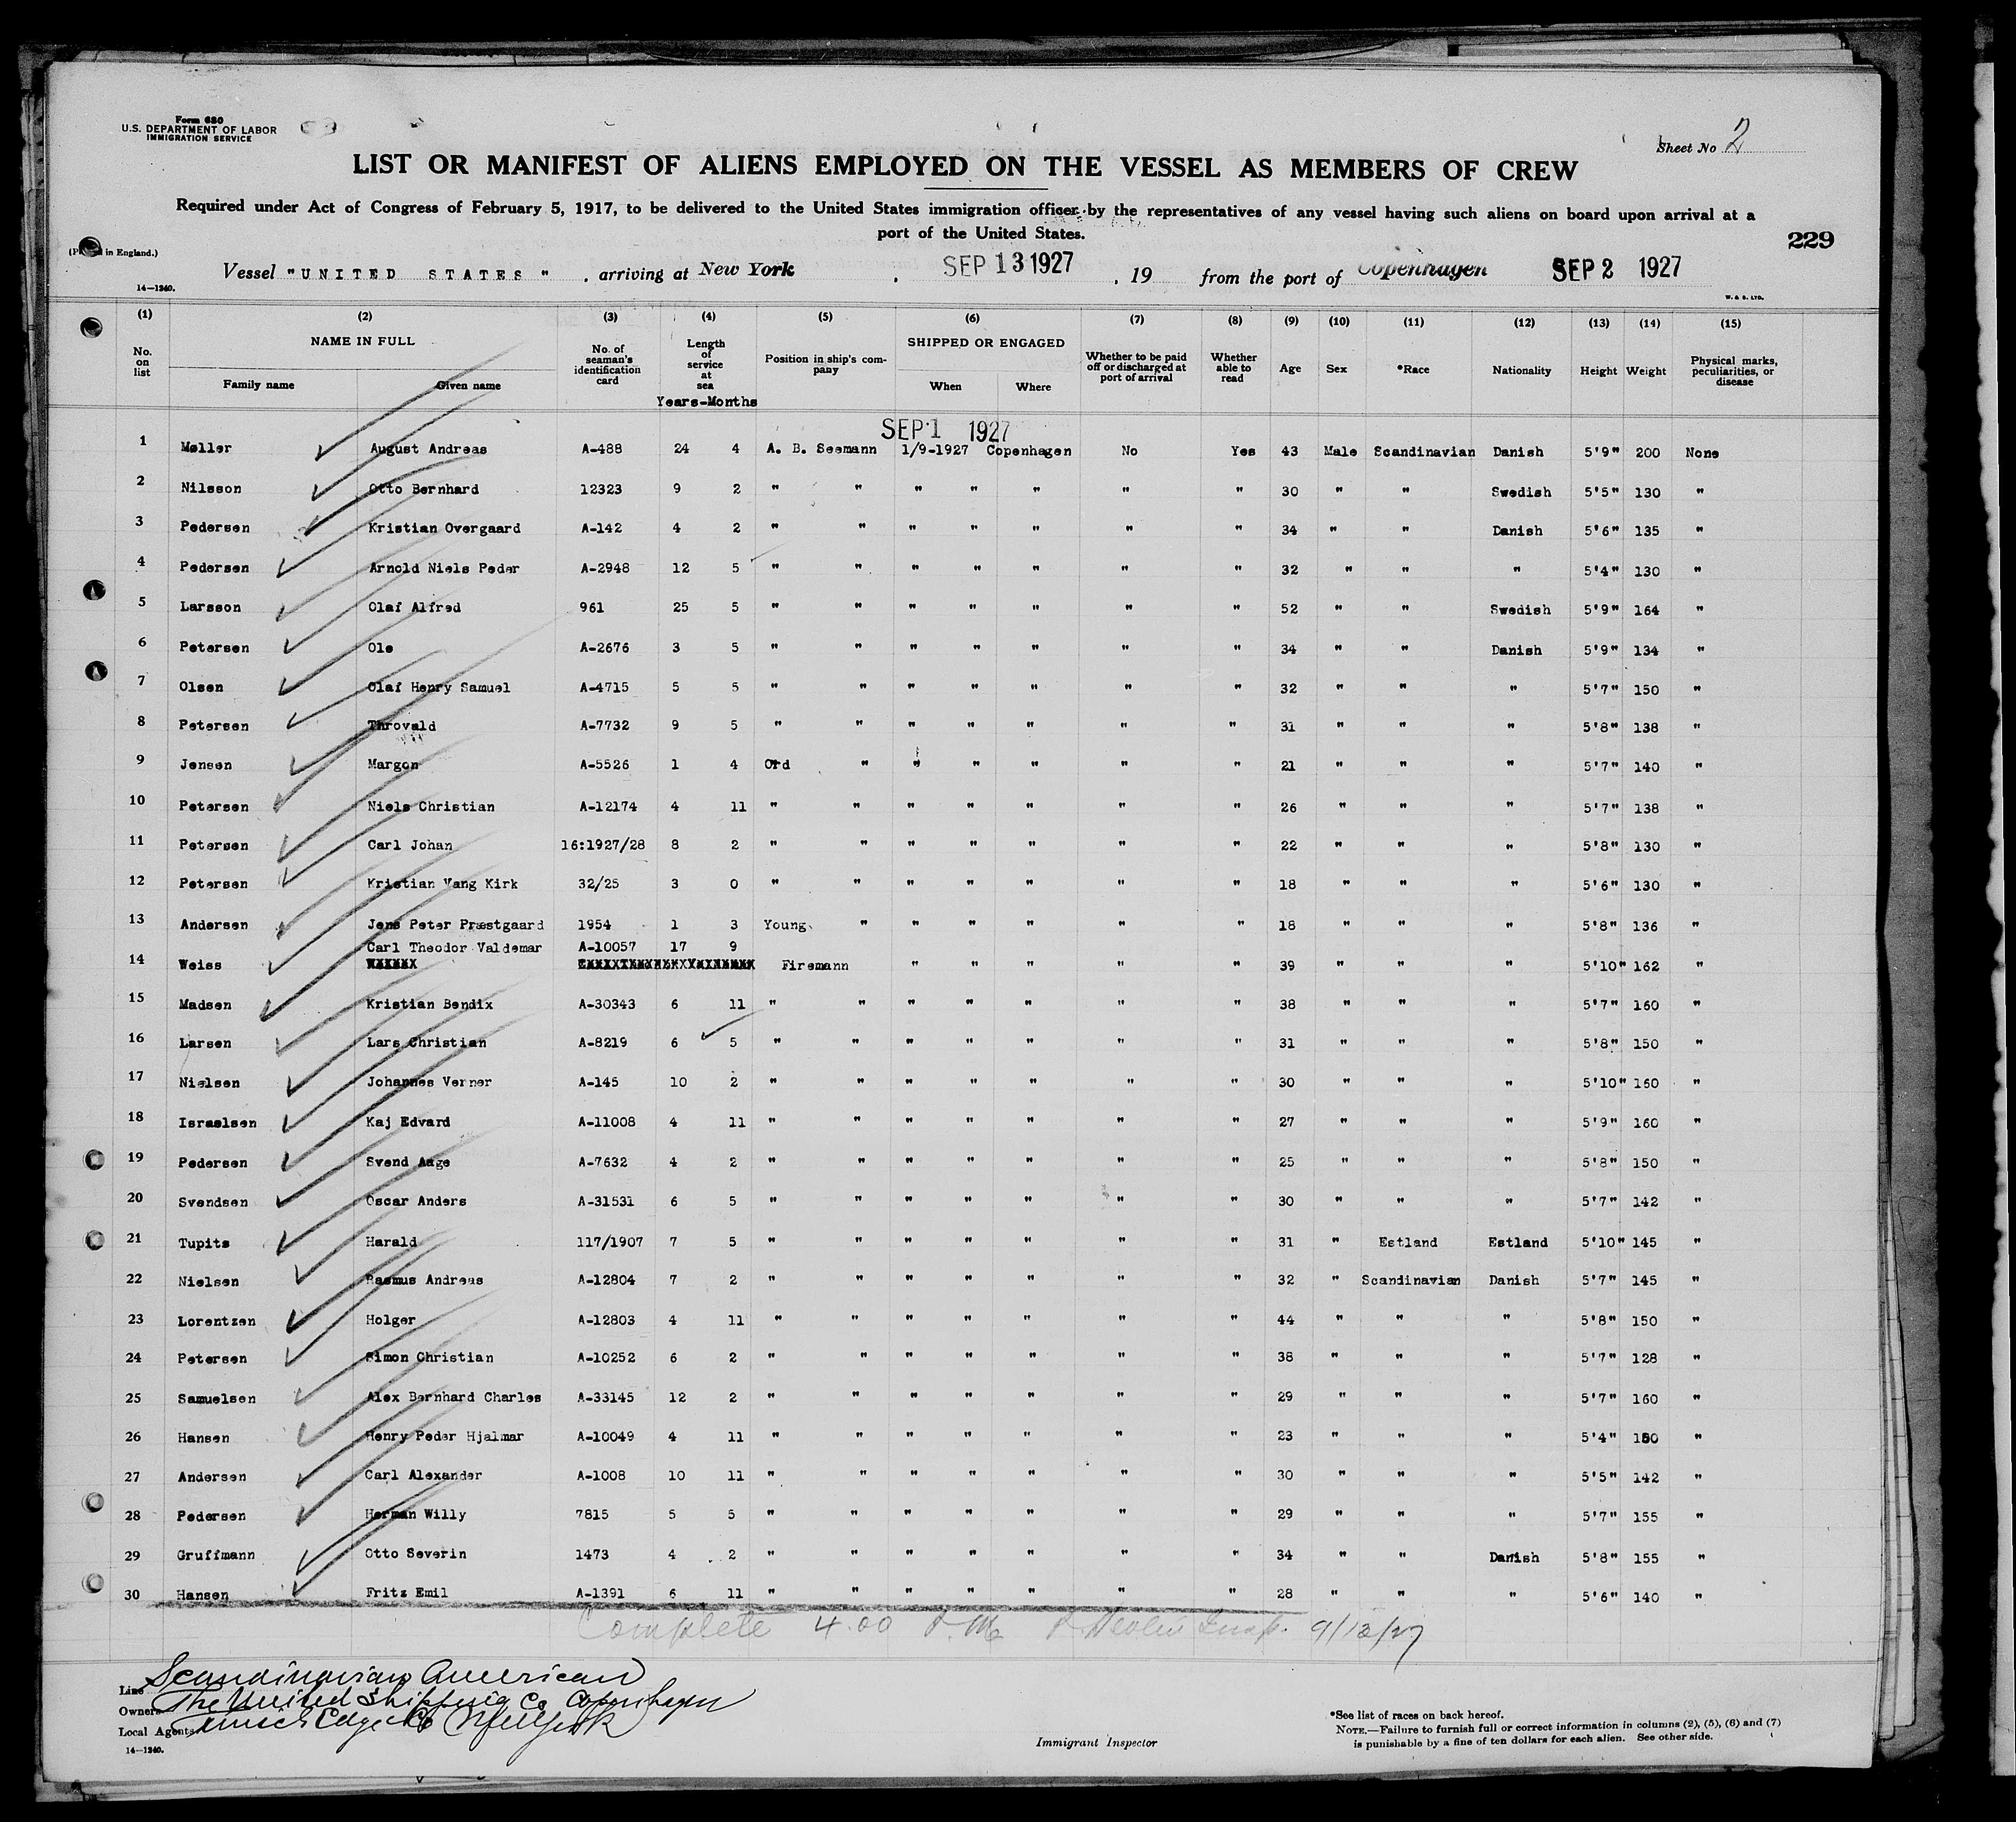 Form 680
U.S. DEPARTMENT OF LABOR
IMMIGRATION SERVICE
Sheet No 2
LIST OR MANIFEST OF ALIENS EMPLOYED ON THE VESSEL AS MEMBERS OF CREW
Required under Act of Congress of February 5, 1917, to be delivered to the United States immigration officer by the representatives of any vessel having such aliens on board upon arrival at a
port of the United States.
229
in England.)
Vessel "UNITED STATES" , arriving at New York , SEP 13 1927 , 19 from the port of Copenhagen SEP 2 1927
14—1240.
W. & S. LTD.
(1) (2) (3) (4) (5) (6) (7) (8) (9) (10) (11) (12) (13) (14) (15)
No. on list NAME IN FULL Family name Given name No. of seaman's identification card Length of service at sea Years-Months Position in ship's company SHIPPED OR ENGAGED When Where Whether to be paid off or discharged at port of arrival Whether able to read Age Sex *Race Nationality Height Weight Physical marks, peculiarities, or disease
SEP 1 1927
1 Møller August Andreas A-488 24 4 A. B. Seemann 1/9-1927 Copenhagen No Yes 43 Male Scandinavian Danish 5'9" 200 None
2 Nilsson Otto Bernhard 12323 9 2 " " " " " " " 30 " " Swedish 5'5" 130 "
3 Pedersen Kristian Overgaard A-142 4 2 " " " " " " " 34 " " Danish 5'6" 135 "
4 Pedersen Arnold Niels Peder A-2948 12 5 " " " " " " " 32 " " " 5'4" 130 "
5 Larsson Olaf Alfred 961 25 5 " " " " " " " 52 " " Swedish 5'9" 164 "
6 Petersen Ole A-2676 3 5 " " " " " " " 34 " " Danish 5'9" 134 "
7 Olsen Olaf Henry Samuel A-4715 5 5 " " " " " " " 32 " " " 5'7" 150 "
8 Petersen Throvald A-7732 9 5 " " " " " " " 31 " " " 5'8" 138 "
9 Jensen Margon A-5526 1 4 Ord " " " " " " 21 " " " 5'7" 140 "
10 Petersen Niels Christian A-12174 4 11 " " " " " " " 26 " " " 5'7" 138 "
11 Petersen Carl Johan 16:1927/28 8 2 " " " " " " " 22 " " " 5'8" 130 "
12 Petersen Kristian Vang Kirk 32/25 3 0 " " " " " " " 18 " " " 5'6" 130 "
13 Andersen Jens Peter Præstgaard 1954 1 3 Young " " " " " " 18 " " " 5'8" 136 "
Carl Theodor Valdemar A-10057 17 9
14 Weiss Firemann " " " " " 39 " " " 5'10" 162 "
15 Madsen Kristian Bendix A-30343 6 11 " " " " " " " 38 " " " 5'7" 160 "
16 Larsen Lars Christian A-8219 6 5 " " " " " " " 31 " " " 5'8" 150 "
17 Nielsen Johannes Verner A-145 10 2 " " " " " " " 30 " " " 5'10" 160 "
18 Israelsen Kaj Edvard A-11008 4 11 " " " " " " " 27 " " " 5'9" 160 "
19 Pedersen Svend Aage A-7632 4 2 " " " " " " " 25 " " " 5'8" 150 "
20 Svendsen Oscar Anders A-31531 6 5 " " " " " " " 30 " " " 5'7" 142 "
21 Tupits Harald 117/1907 7 5 " " " " " " " 31 " Estland Estland 5'10" 145 "
22 Nielsen Rasmus Andreas A-12804 7 2 " " " " " " " 32 " Scandinavian Danish 5'7" 145 "
23 Lorentzen Holger A-12803 4 11 " " " " " " " 44 " " " 5'8" 150 "
24 Petersen Simon Christian A-10252 6 2 " " " " " " " 38 " " " 5'7" 128 "
25 Samuelsen Alex Bernhard Charles A-33145 12 2 " " " " " " " 29 " " " 5'7" 160 "
26 Hansen Henry Peder Hjalmar A-10049 4 11 " " " " " " " 23 " " " 5'4" "
27 Andersen Carl Alexander A-1008 10 11 " " " " " " " 30 " " " 5'5" 142 "
28 Pedersen Herman Willy 7815 5 5 " " " " " " " 29 " " " 5'7" 155 "
29 Gruffmann Otto Severin 1473 4 2 " " " " " " " 34 " " Danish 5'8" 155 "
30 Hansen Fritz Emil A-1391 6 11 " " " " " " " 28 " " " 5'6" 140 "
Complete 4.00 P.M.
Line Scandinavian American
Owners The United Shipping Co Copenhagen
Local Agents New York
14—1240.
Immigrant Inspector
*See list of races on back hereof.
NOTE.—Failure to furnish full or correct information in columns (2), (5), (6) and (7)
is punishable by a fine of ten dollars for each alien. See other side.